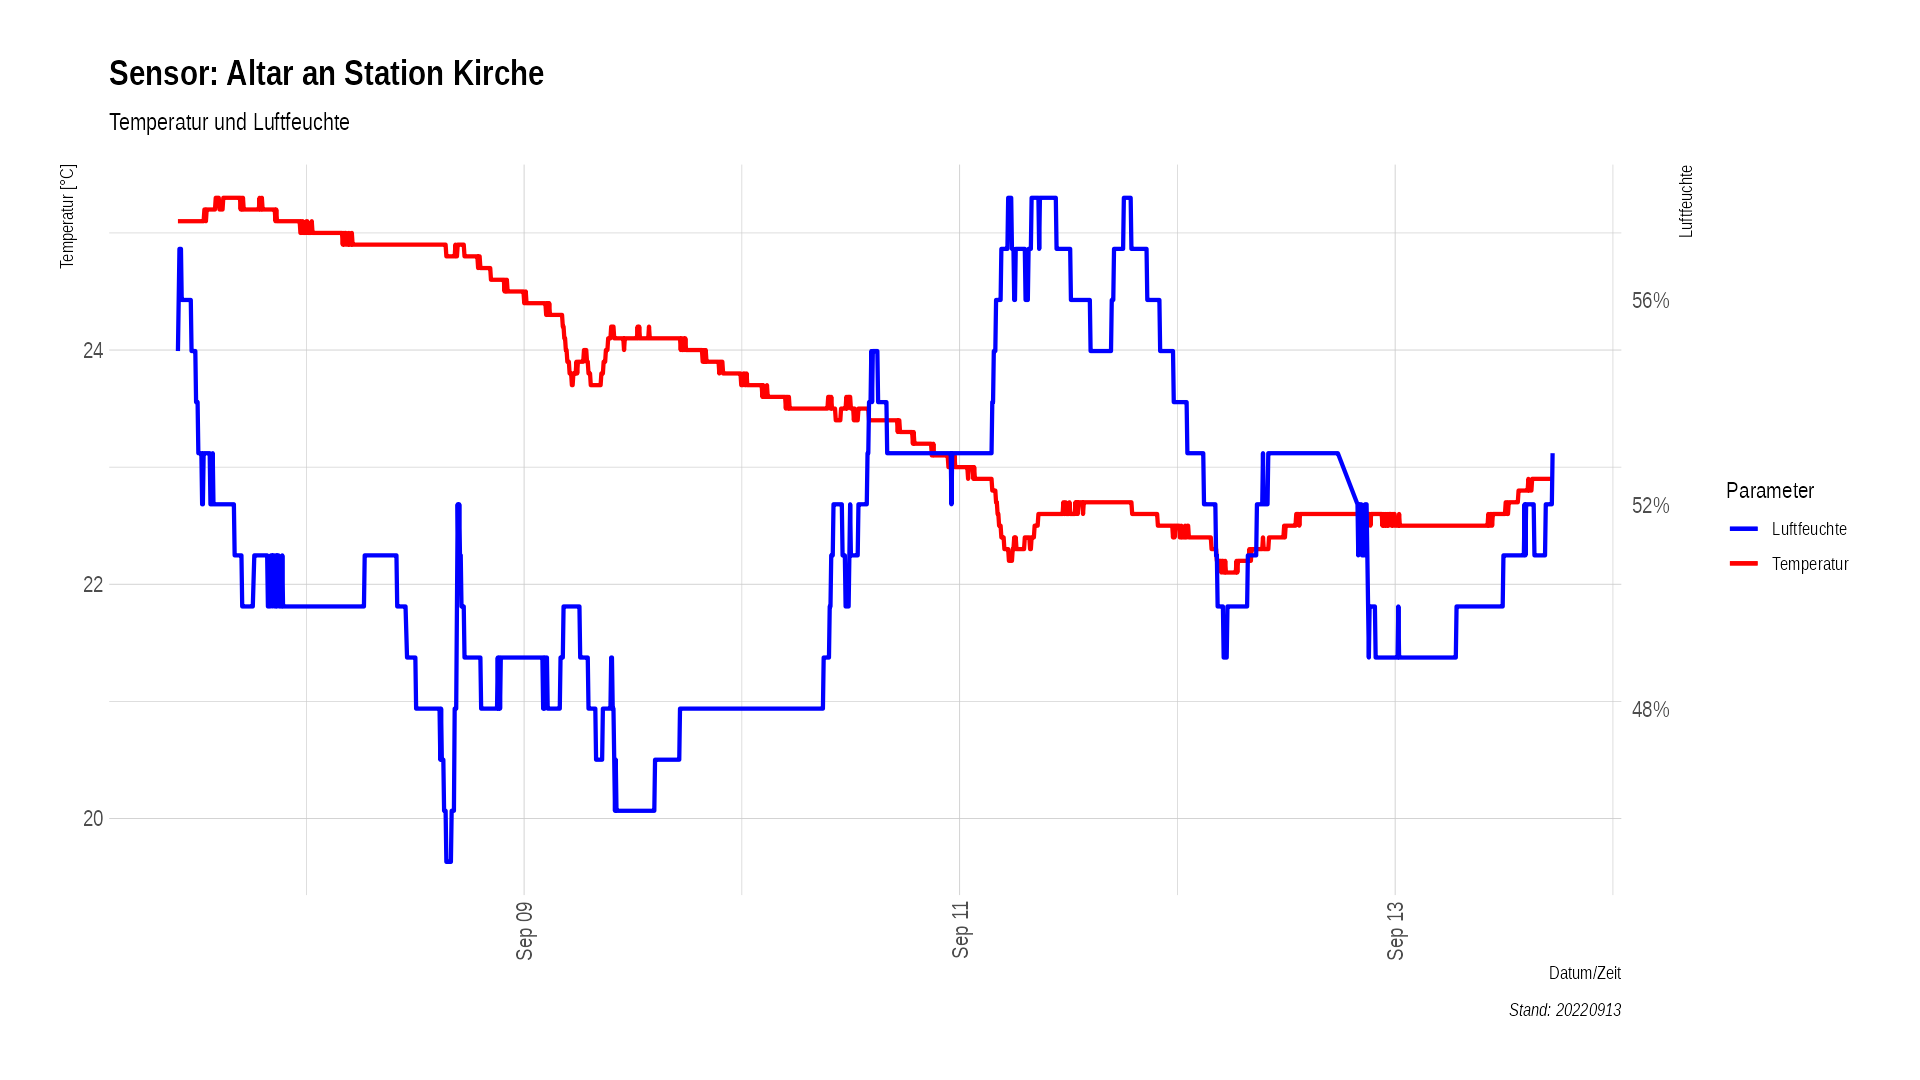 Sensor: Altar an Station Kirche
Temperatur und Luftfeuchte
Temperatur [°C]
Luftfeuchte
24
22
20
56%
52%
48%
Parameter
Luftfeuchte
Temperatur
Sep 09
Sep 11
Sep 13
Datum/Zeit
Stand: 20220913